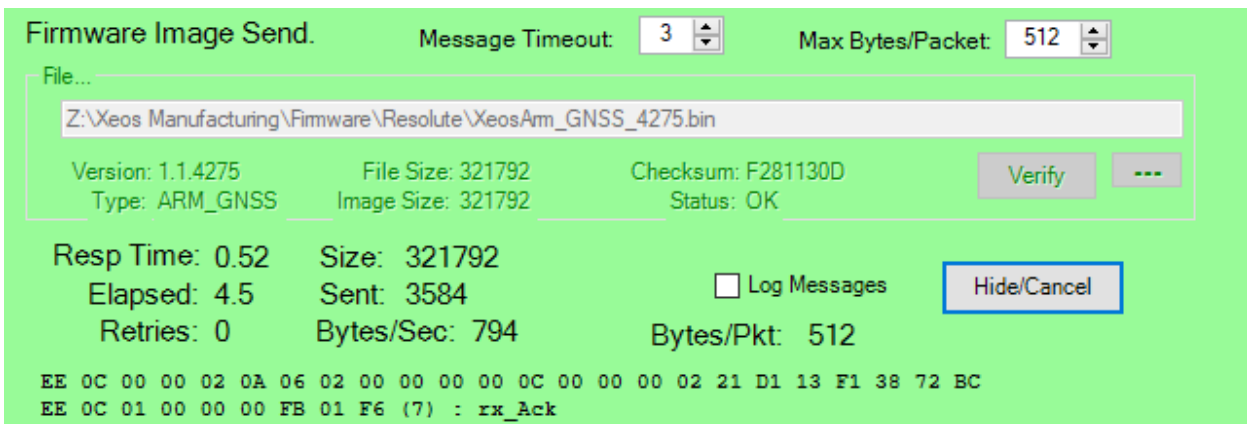 Firmware Image Send. Message Timeout: 3 Max Bytes/Packet: 512
File...
Z:\Xeos Manufacturing\Firmware\Resolute\XeosArm_GNSS_4275.bin
Version: 1.1.4275 File Size: 321792 Checksum: F281130D Verify ---
Type: ARM_GNSS Image Size: 321792 Status: OK
Resp Time: 0.52 Size: 321792
Elapsed: 4.5 Sent: 3584 Log Messages Hide/Cancel
Retries: 0 Bytes/Sec: 794 Bytes/Pkt: 512
EE 0C 00 00 02 0A 06 02 00 00 00 00 0C 00 00 00 02 21 D1 13 F1 38 72 BC
EE 0C 01 00 00 00 FB 01 F6 (7) : rx_Ack